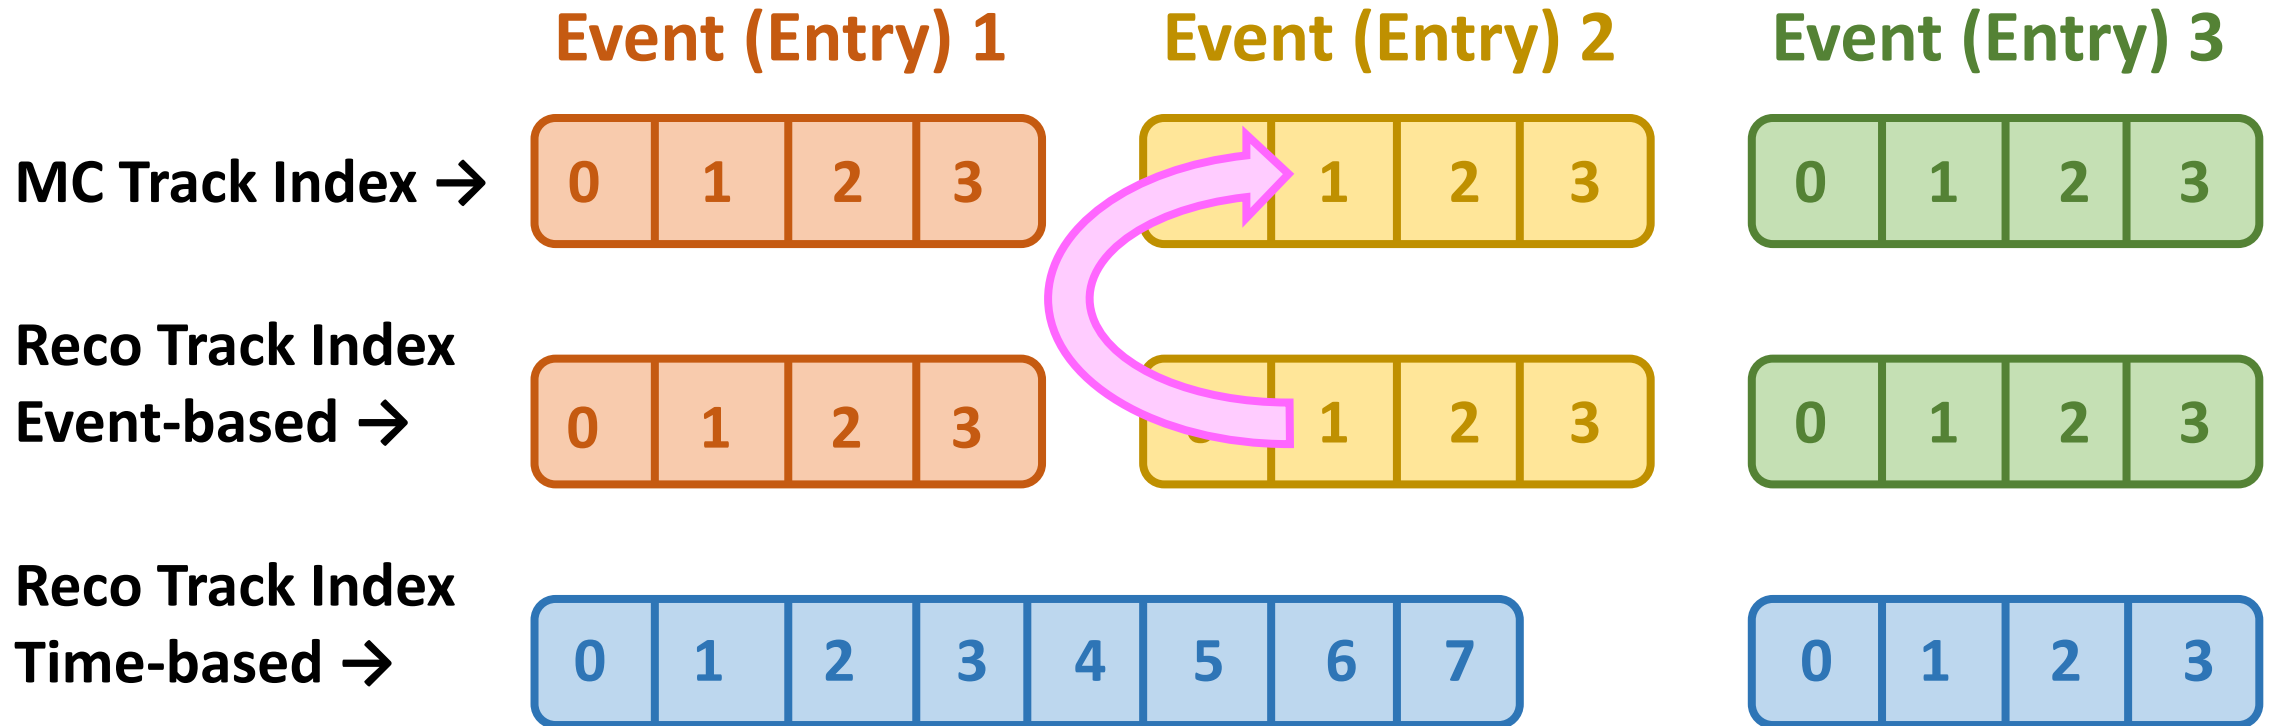 Event (Entry) 1 Event (Entry) 2 Event (Entry) 3
MC Track Index → 0 1 2 3 1 2 3 0 1 2 3
Reco Track Index
Event-based → 0 1 2 3 1 2 3 0 1 2 3
Reco Track Index
Time-based → 0 1 2 3 4 5 6 7 0 1 2 3